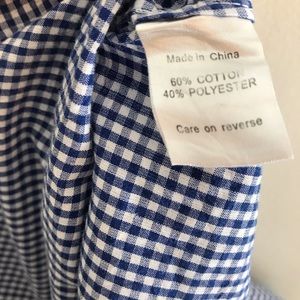 Made in China
60% COTTON
40% POLYESTER
Care on reverse